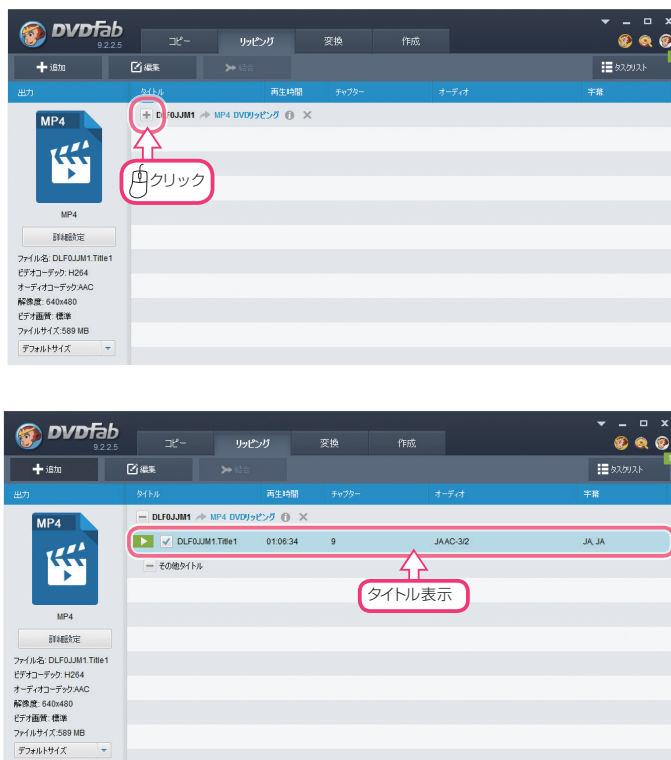 DVDFab
9.2.2.5
コピー
リッピング
変換
作成
追加
編集
結合
タスクリスト
出力
タイトル
再生時間
チャプター
オーディオ
字幕
MP4
DLF0JJM1
MP4 DVDリッピング
クリック
MP4
詳細設定
ファイル名: DLF0JJM1.Title1
ビデオコーデック: H264
オーディオコーデック:AAC
解像度: 640x480
ビデオ画質: 標準
ファイルサイズ:589 MB
デフォルトサイズ
DVDFab
9.2.2.5
コピー
リッピング
変換
作成
追加
編集
結合
タスクリスト
出力
タイトル
再生時間
チャプター
オーディオ
字幕
MP4
DLF0JJM1
MP4 DVDリッピング
DLF0JJM1.Title1
01:06:34
9
JAAC-3/2
JA, JA
その他タイトル
タイトル表示
MP4
詳細設定
ファイル名: DLF0JJM1.Title1
ビデオコーデック: H264
オーディオコーデック:AAC
解像度: 640x480
ビデオ画質: 標準
ファイルサイズ:589 MB
デフォルトサイズ